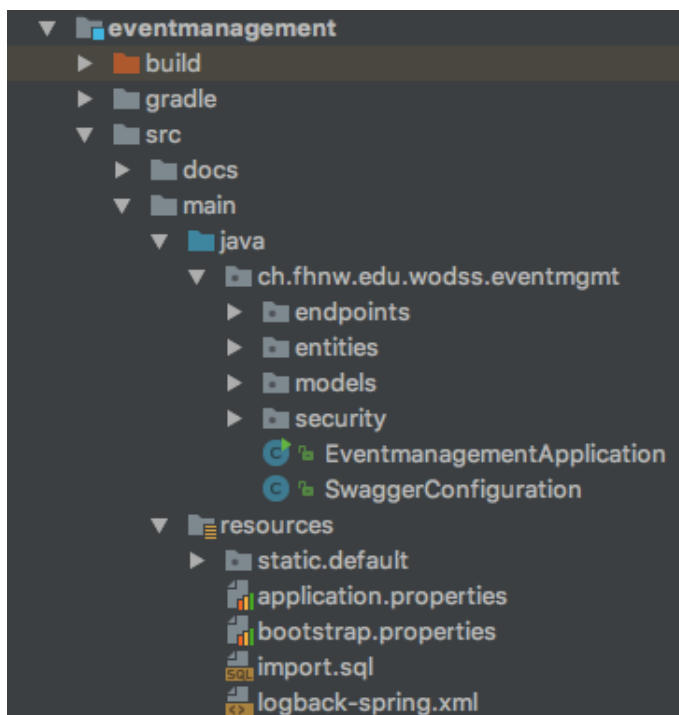 eventmanagement
build
gradle
src
docs
main
java
ch.fhnw.edu.wodss.eventmgmt
endpoints
entities
models
security
C EventmanagementApplication
C SwaggerConfiguration
resources
static.default
application.properties
bootstrap.properties
SQL import.sql
<> logback-spring.xml